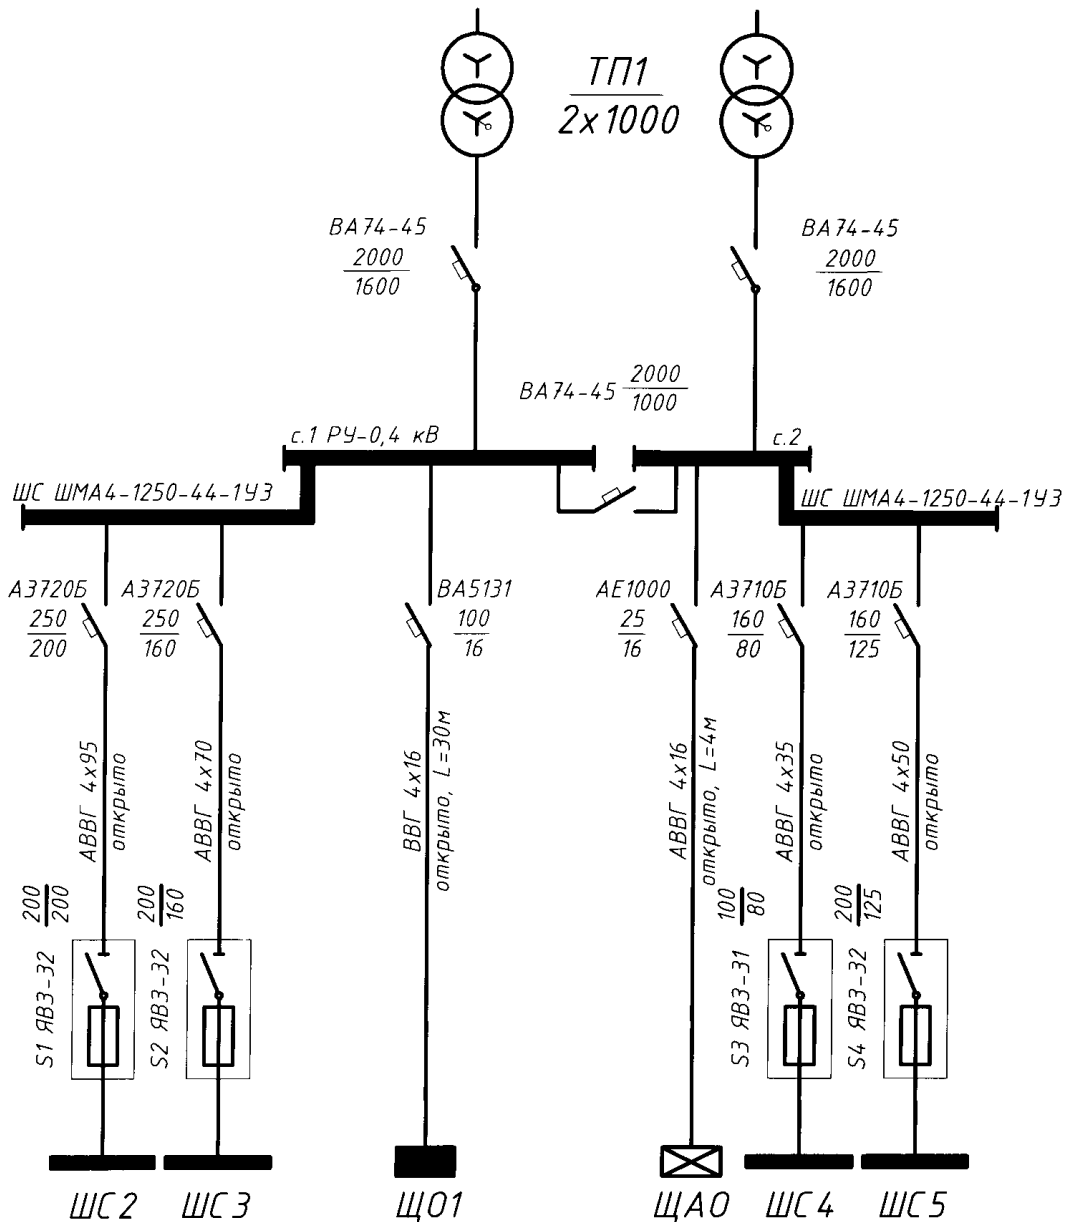 ТП1
2х1000
ВА74-45
2000
1600
ВА74-45
2000
1600
ВА74-45 2000
1000
с.1 РУ-0,4 кВ
с.2
ШС ШМА4-1250-44-1УЗ
ШС ШМА4-1250-44-1УЗ
А3720Б
250
200
А3720Б
250
160
ВА5131
100
16
АЕ1000
25
16
А3710Б
160
80
А3710Б
160
125
АВВГ 4х95
открыто
АВВГ 4х70
открыто
ВВГ 4х16
открыто, L=30м
АВВГ 4х16
открыто, L=4м
АВВГ 4х35
открыто
АВВГ 4х50
открыто
200
200
S1 ЯВЗ-32
200
160
S2 ЯВЗ-32
100
80
S3 ЯВЗ-31
200
125
S4 ЯВЗ-32
ШС2
ШС3
ЩО1
ЩАО
ШС4
ШС5